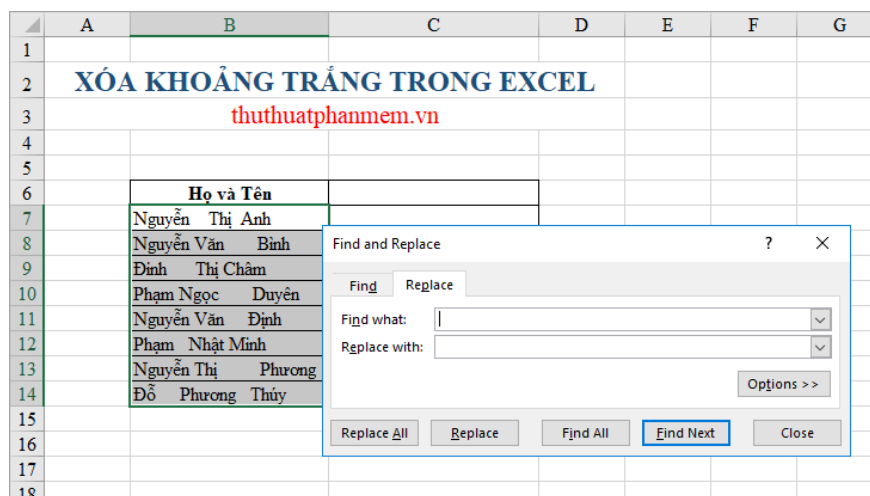 A B C D E F G
1
2 XÓA KHOẢNG TRẮNG TRONG EXCEL
3 thuthuatphanmem.vn
4
5
6 Họ và Tên
7 Nguyễn Thị Anh
8 Nguyễn Văn Bình
9 Đinh Thị Châm
10 Phạm Ngọc Duyên
11 Nguyễn Văn Định
12 Phạm Nhật Minh
13 Nguyễn Thị Phương
14 Đỗ Phương Thúy
15
16
17
18
Find and Replace ? ×
Find Replace
Find what:
Replace with:
Options >>
Replace All Replace Find All Find Next Close